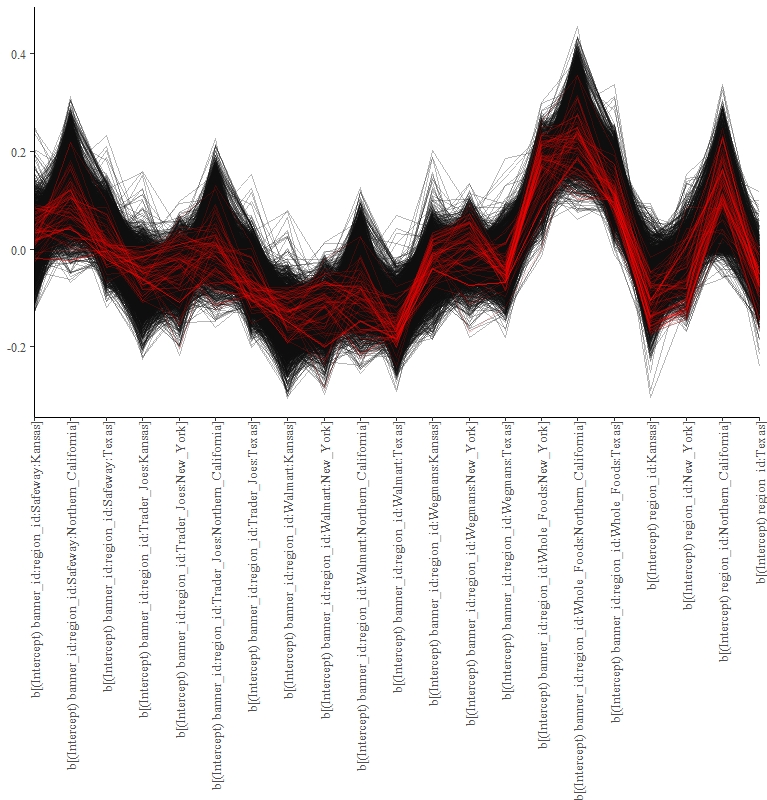 0.4
0.2
0.0
-0.2
b[(Intercept) banner_id:region_id:Safeway:Kansas]
b[(Intercept) banner_id:region_id:Safeway:Northern_California]
b[(Intercept) banner_id:region_id:Safeway:Texas]
b[(Intercept) banner_id:region_id:Trader_Joes:Kansas]
b[(Intercept) banner_id:region_id:Trader_Joes:New_York]
b[(Intercept) banner_id:region_id:Trader_Joes:Northern_California]
b[(Intercept) banner_id:region_id:Trader_Joes:Texas]
b[(Intercept) banner_id:region_id:Walmart:Kansas]
b[(Intercept) banner_id:region_id:Walmart:New_York]
b[(Intercept) banner_id:region_id:Walmart:Northern_California]
b[(Intercept) banner_id:region_id:Walmart:Texas]
b[(Intercept) banner_id:region_id:Wegmans:Kansas]
b[(Intercept) banner_id:region_id:Wegmans:New_York]
b[(Intercept) banner_id:region_id:Wegmans:Texas]
b[(Intercept) banner_id:region_id:Whole_Foods:New_York]
b[(Intercept) banner_id:region_id:Whole_Foods:Northern_California]
b[(Intercept) banner_id:region_id:Whole_Foods:Texas]
b[(Intercept) region_id:Kansas]
b[(Intercept) region_id:New_York]
b[(Intercept) region_id:Northern_California]
b[(Intercept) region_id:Texas]